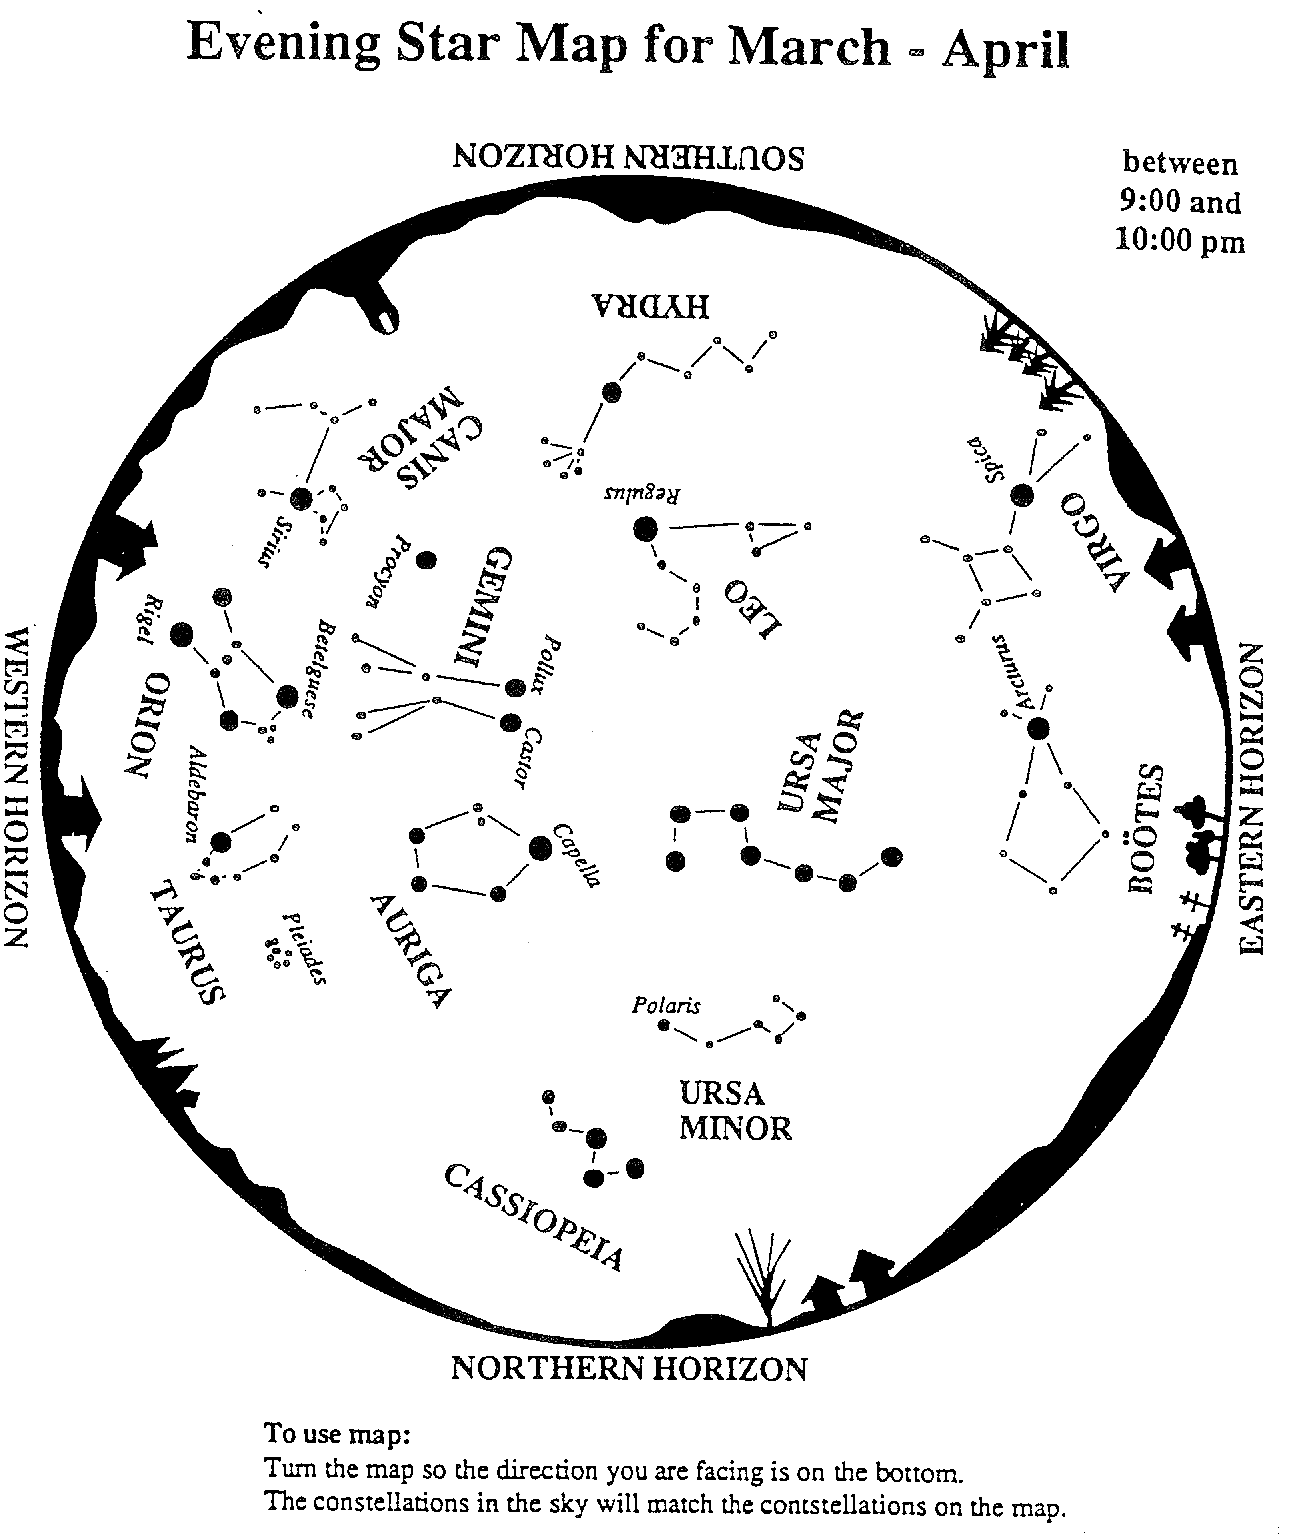 Evening Star Map for March - April
SOUTHERN HORIZON
between
9:00 and
10:00 pm
HYDRA
CANIS
MAJOR
Spica
Regulus
Sirius
VIRGO
Procyon
GEMINI
LEO
Rigel
Betelguese
Pollux
Arcturus
WESTERN HORIZON
ORION
EASTERN HORIZON
Castor
URSA
MAJOR
Aldebaron
BOÖTES
Capella
TAURUS
AURIGA
Pleiades
Polaris
URSA
MINOR
CASSIOPEIA
NORTHERN HORIZON
To use map:
Turn the map so the direction you are facing is on the bottom.
The constellations in the sky will match the contstellations on the map.